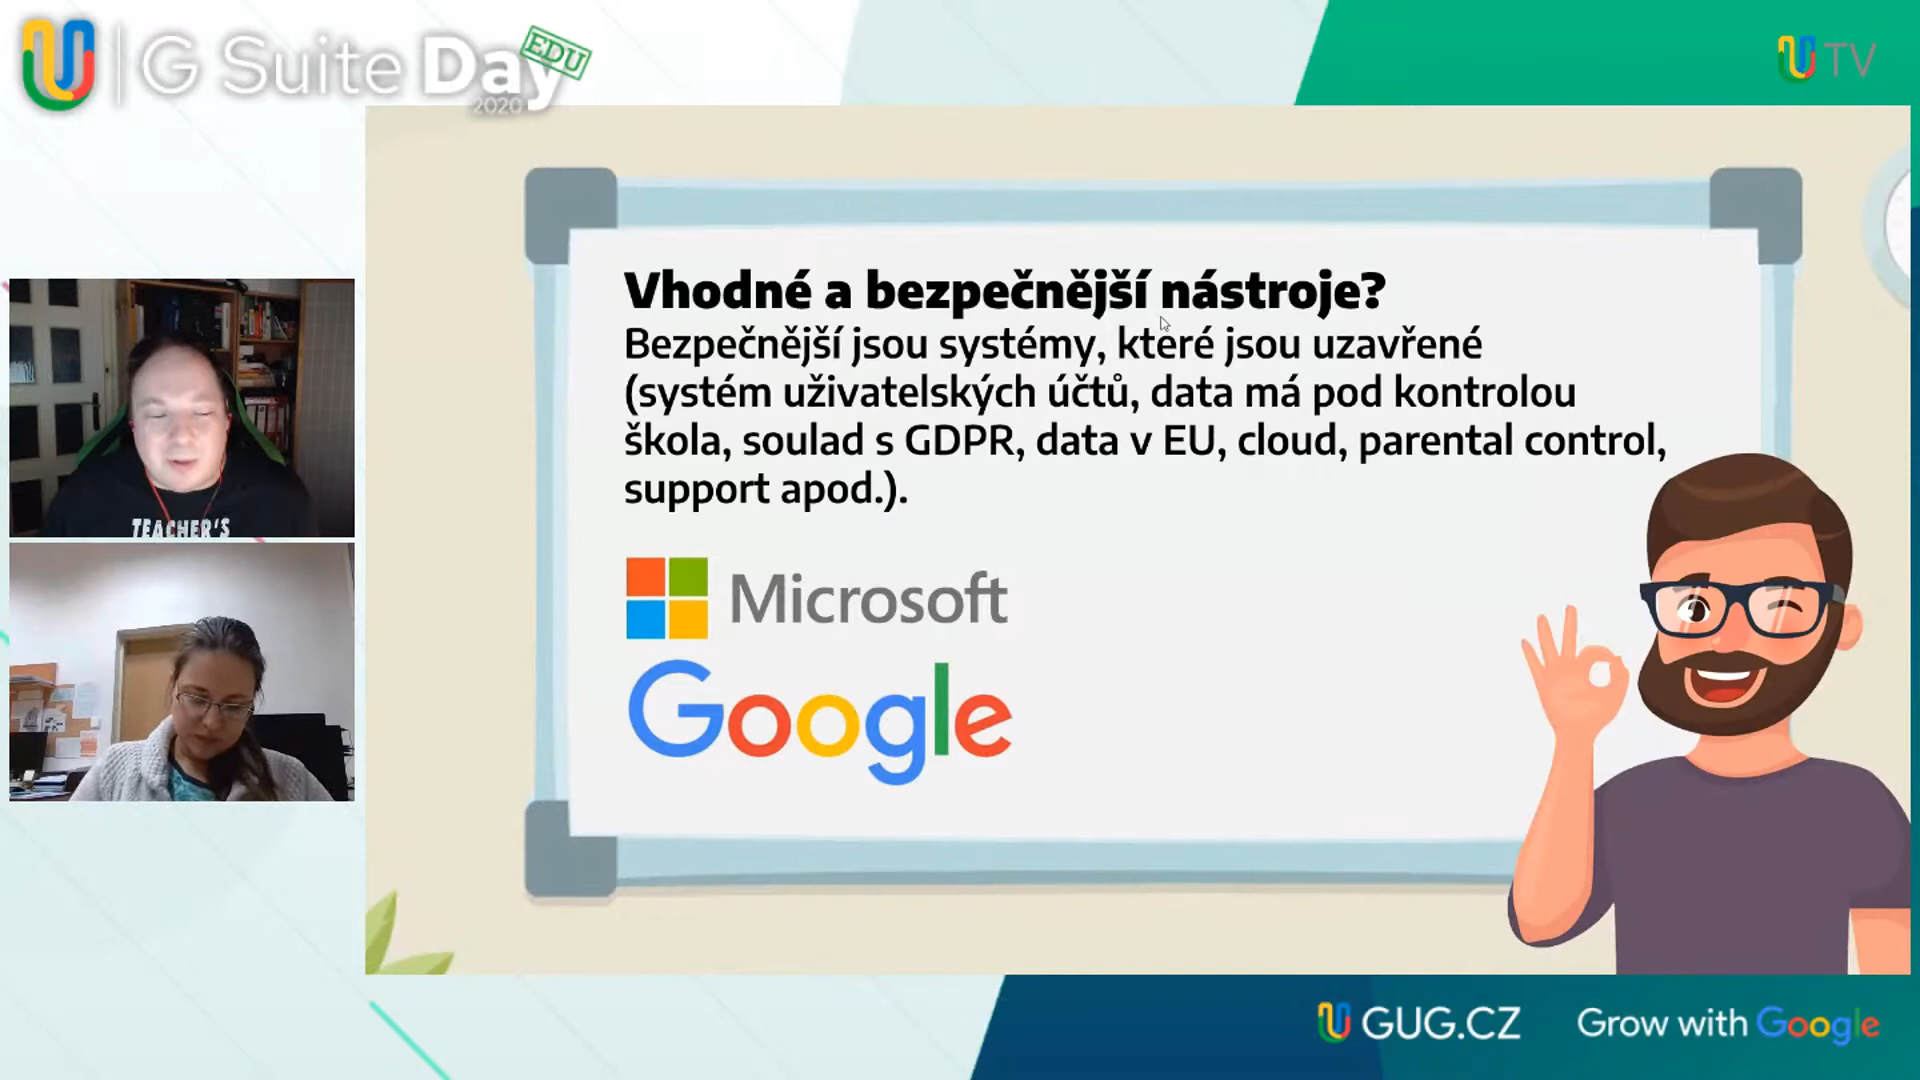 G Suite Day
EDU
2020
TV
Vhodné a bezpečnější nástroje?
Bezpečnější jsou systémy, které jsou uzavřené
(systém uživatelských účtů, data má pod kontrolou
škola, soulad s GDPR, data v EU, cloud, parental control,
support apod.).
Microsoft
Google
TEACHER'S
GUG.CZ
Grow with Google